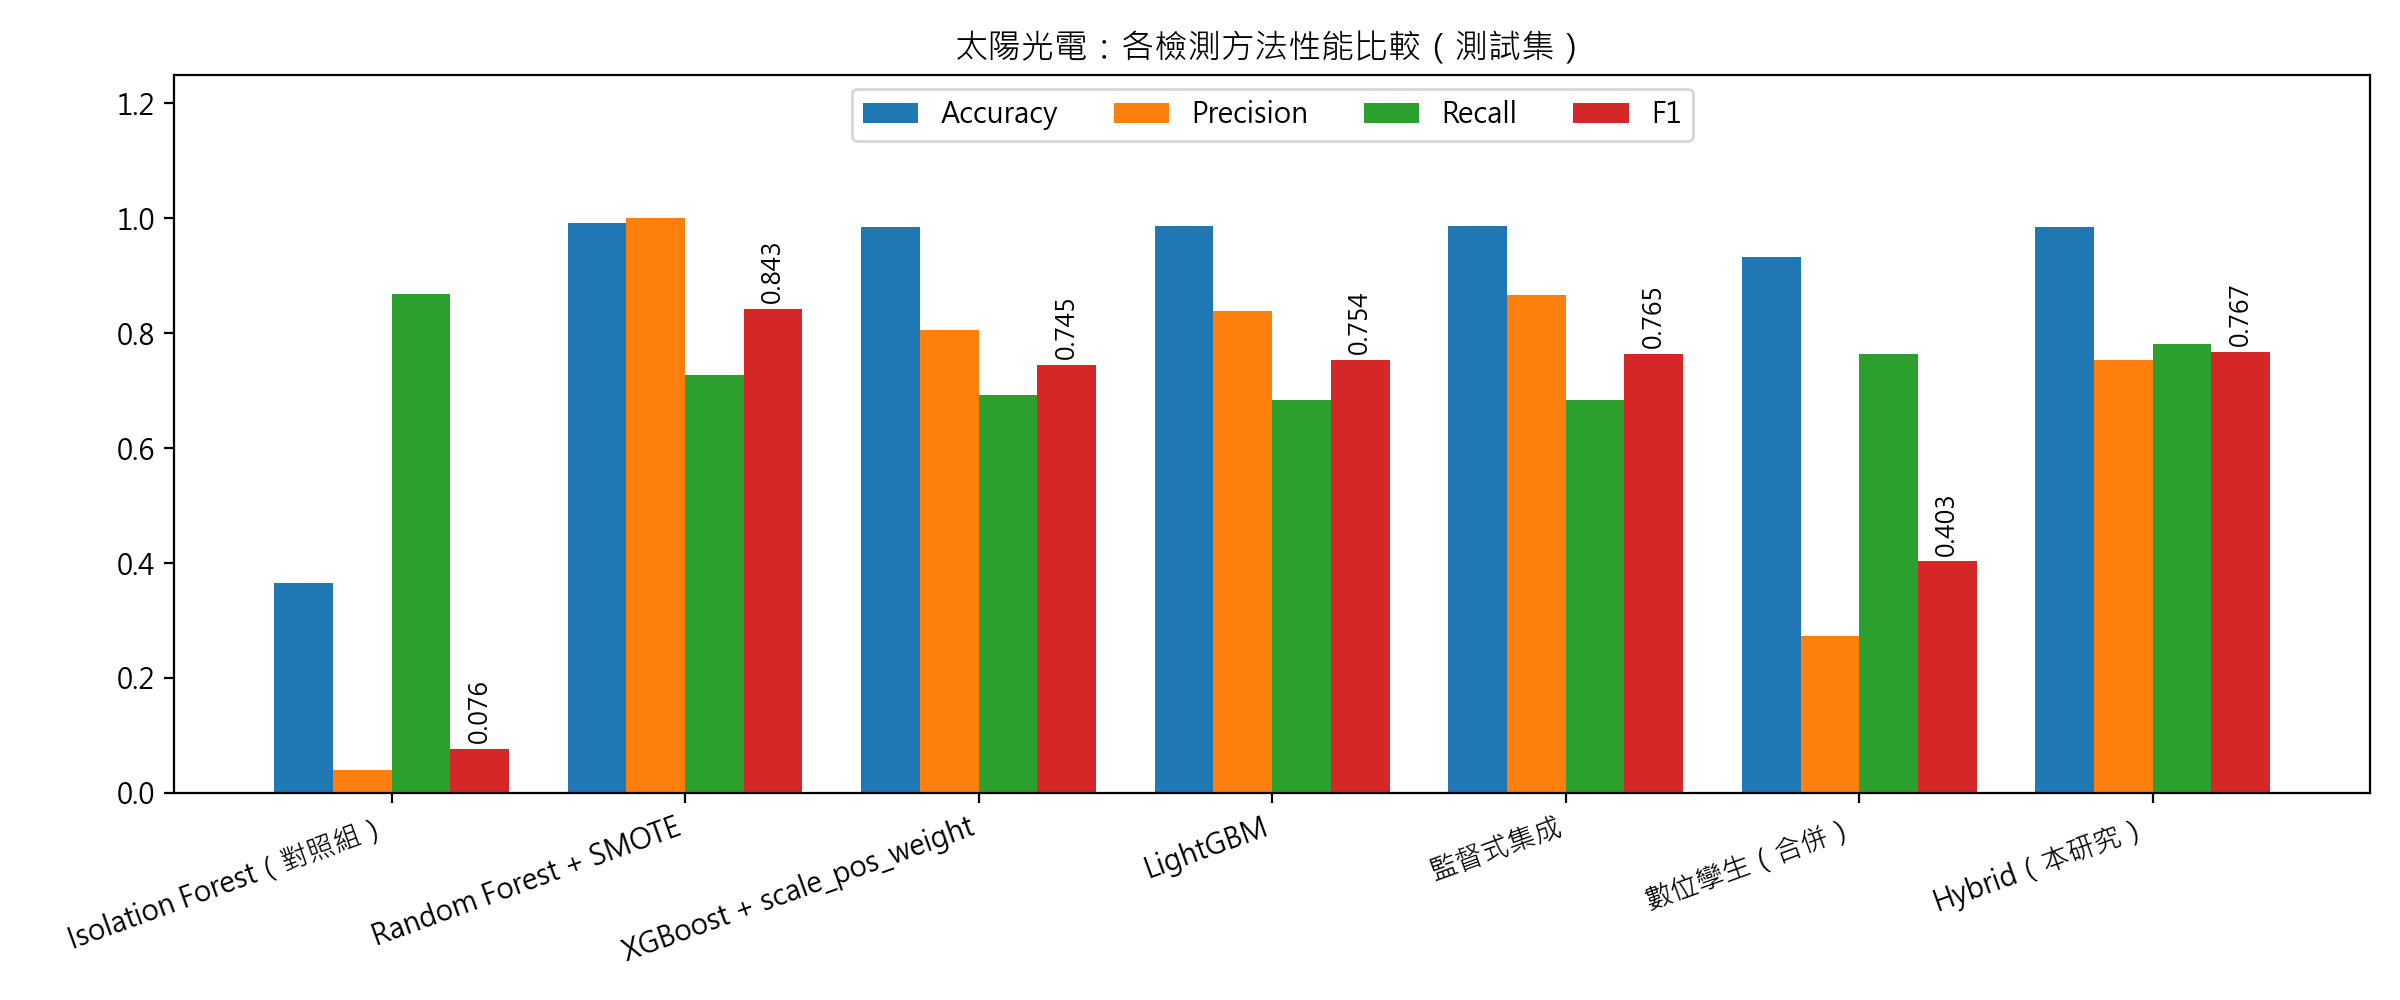 太陽光電：各檢測方法性能比較（測試集）
Accuracy Precision Recall F1
1.2
1.0
0.8
0.6
0.4
0.2
0.0
0.076
0.843
0.745
0.754
0.765
0.403
0.767
Isolation Forest（對照組）
Random Forest + SMOTE
XGBoost + scale_pos_weight
LightGBM
監督式集成
數位孿生（合併）
Hybrid（本研究）